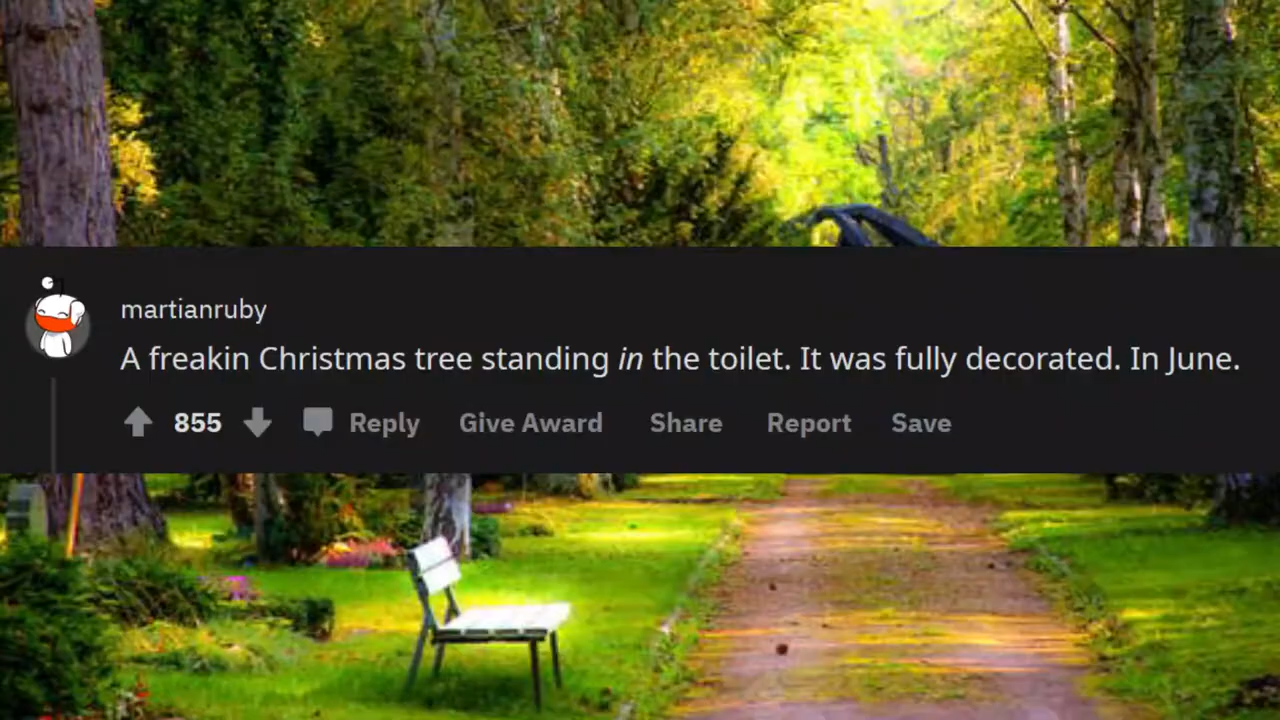 martianruby
A freakin Christmas tree standing in the toilet. It was fully decorated. In June.
855 Reply Give Award Share Report Save